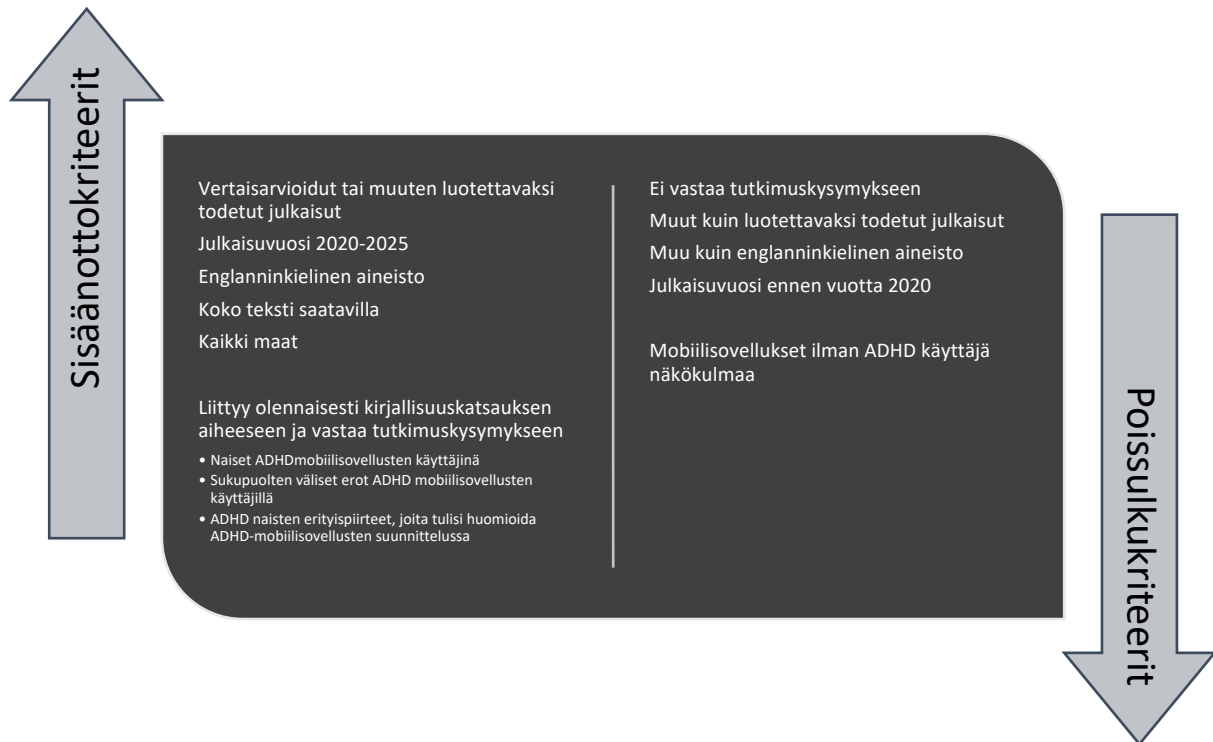 Sisäänottokriteerit
Vertaisarvioidut tai muuten luotettavaksi
todetut julkaisut
Julkaisuvuosi 2020-2025
Englanninkielinen aineisto
Koko teksti saatavilla
Kaikki maat
Liittyy olennaisesti kirjallisuuskatsauksen
aiheeseen ja vastaa tutkimuskysymykseen
• Naiset ADHDmobiilisovellusten käyttäjinä
• Sukupuolten väliset erot ADHD mobiilisovellusten
käyttäjillä
• ADHD naisten erityispiirteet, joita tulisi huomioida
ADHD-mobiilisovellusten suunnittelussa
Ei vastaa tutkimuskysymykseen
Muut kuin luotettavaksi todetut julkaisut
Muu kuin englanninkielinen aineisto
Julkaisuvuosi ennen vuotta 2020
Mobiilisovellukset ilman ADHD käyttäjä
näkökulmaa
Poissulkukriteerit